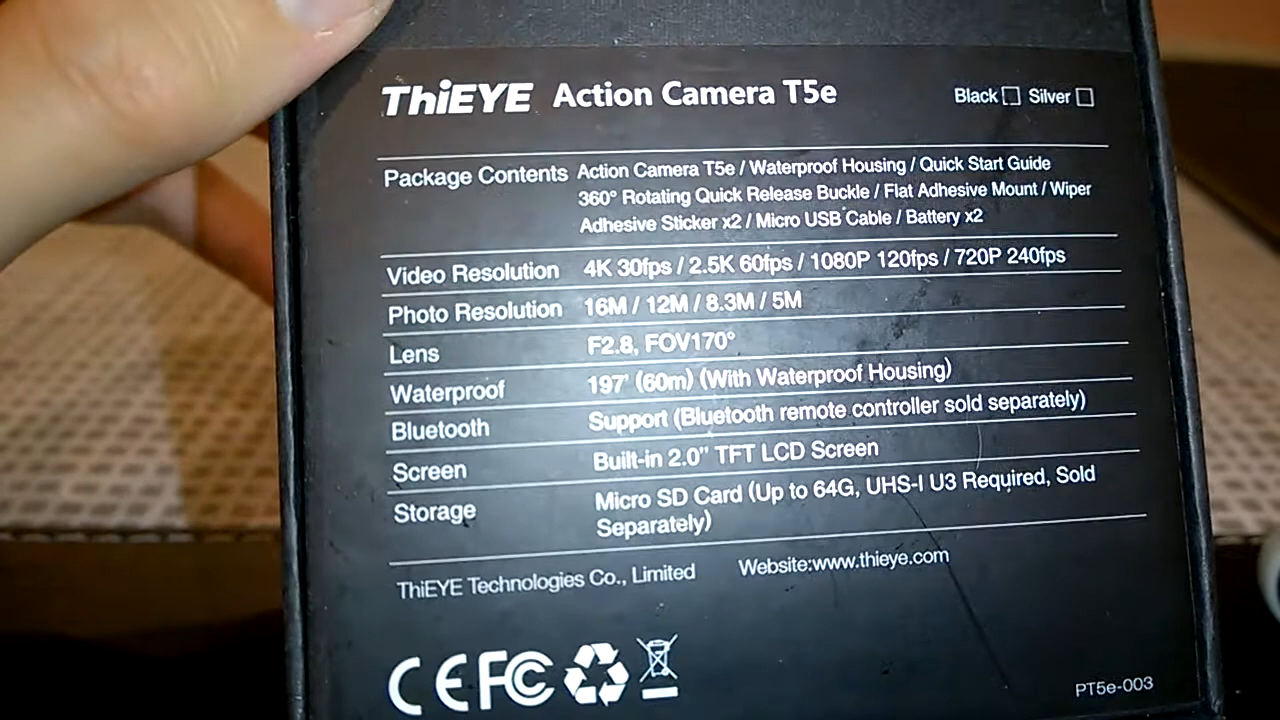 ThiEYE Action Camera T5e Black Silver
Package Contents Action Camera T5e / Waterproof Housing / Quick Start Guide
360° Rotating Quick Release Buckle / Flat Adhesive Mount / Wiper
Adhesive Sticker x2 / Micro USB Cable / Battery x2
Video Resolution 4K 30fps / 2.5K 60fps / 1080P 120fps / 720P 240fps
Photo Resolution 16M / 12M / 8.3M / 5M
Lens F2.8, FOV170°
Waterproof 197' (60m) (With Waterproof Housing)
Bluetooth Support (Bluetooth remote controller sold separately)
Screen Built-in 2.0" TFT LCD Screen
Storage Micro SD Card (Up to 64G, UHS-I U3 Required, Sold
Separately)
ThiEYE Technologies Co., Limited Website:www.thieye.com
CE FC
PT5e-003